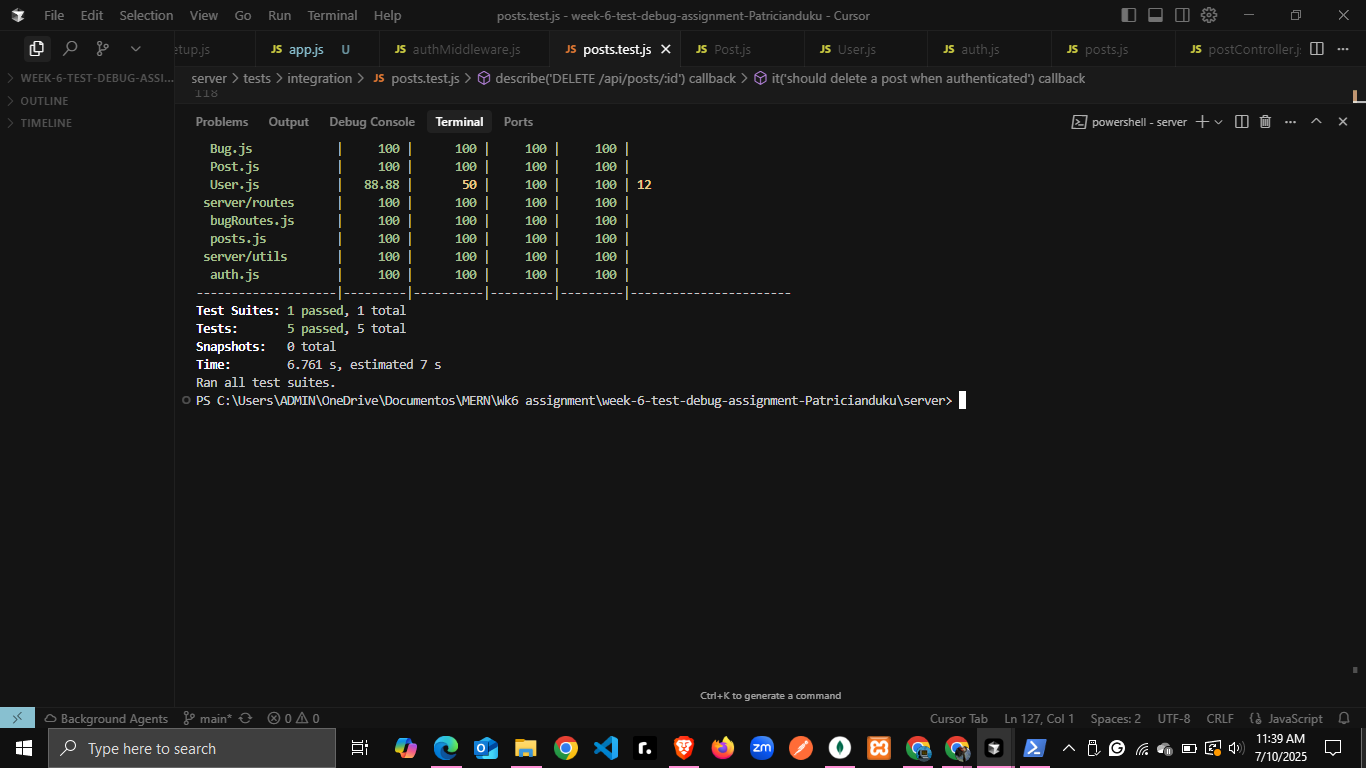 File Edit Selection View Go Run Terminal Help posts.test.js - week-6-test-debug-assignment-Patricianduku - Cursor
etup.js JS app.js U JS authMiddleware.js JS posts.test.js JS Post.js JS User.js JS auth.js JS posts.js JS postController.j
WEEK-6-TEST-DEBUG-ASSI...
OUTLINE
TIMELINE
server > tests > integration > JS posts.test.js > describe('DELETE /api/posts/:id') callback > it('should delete a post when authenticated') callback
118
Problems Output Debug Console Terminal Ports powershell - server
Bug.js | 100 | 100 | 100 | 100 |
Post.js | 100 | 100 | 100 | 100 |
User.js | 88.88 | 50 | 100 | 100 | 12
server/routes | 100 | 100 | 100 | 100 |
bugRoutes.js | 100 | 100 | 100 | 100 |
posts.js | 100 | 100 | 100 | 100 |
server/utils | 100 | 100 | 100 | 100 |
auth.js | 100 | 100 | 100 | 100 |
--------------------|---------|----------|---------|---------|-----------------------
Test Suites: 1 passed, 1 total
Tests: 5 passed, 5 total
Snapshots: 0 total
Time: 6.761 s, estimated 7 s
Ran all test suites.
PS C:\Users\ADMIN\OneDrive\Documentos\MERN\Wk6 assignment\week-6-test-debug-assignment-Patricianduku\server>
Ctrl+K to generate a command
Background Agents main* 0 0 Cursor Tab Ln 127, Col 1 Spaces: 2 UTF-8 CRLF JavaScript
Type here to search
zm
11:39 AM
7/10/2025